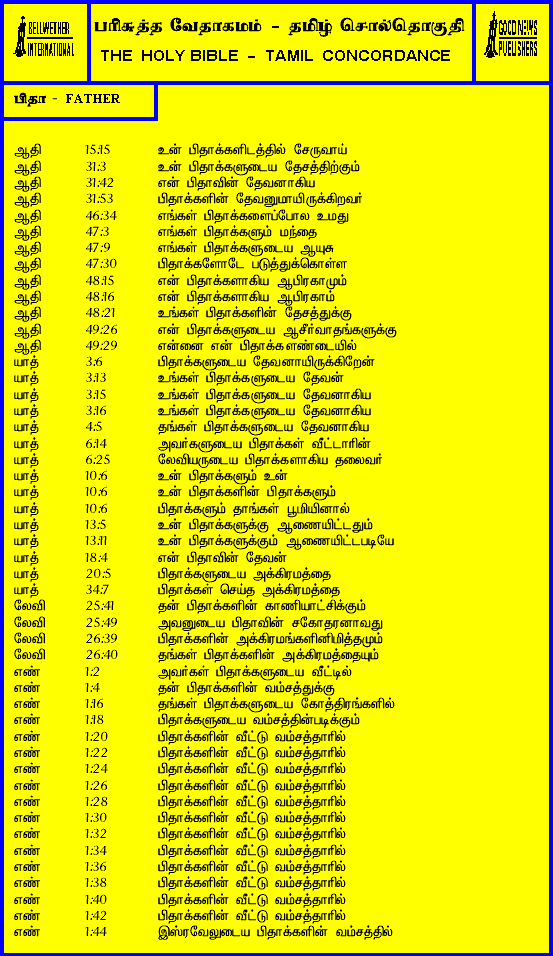 BELLWETHER
INTERNATIONAL
பரிசுத்த வேதாகமம் - தமிழ் சொல்தொகுதி
THE HOLY BIBLE - TAMIL CONCORDANCE
GOOD NEWS
PUBLISHERS
பிதா - FATHER
ஆதி 15:15 உன் பிதாக்களிடத்தில் சேருவாய்
ஆதி 31:3 உன் பிதாக்களுடைய தேசத்திற்கும்
ஆதி 31:42 என் பிதாவின் தேவனாகிய
ஆதி 31:53 பிதாக்களின் தேவனுமாயிருக்கிறவர்
ஆதி 46:34 எங்கள் பிதாக்களைப்போல உமது
ஆதி 47:3 எங்கள் பிதாக்களும் மந்தை
ஆதி 47:9 எங்கள் பிதாக்களுடைய ஆயுசு
ஆதி 47:30 பிதாக்களோடே படுத்துக்கொள்ள
ஆதி 48:15 என் பிதாக்களாகிய ஆபிரகாமும்
ஆதி 48:16 என் பிதாக்களாகிய ஆபிரகாம்
ஆதி 48:21 உங்கள் பிதாக்களின் தேசத்துக்கு
ஆதி 49:26 என் பிதாக்களுடைய ஆசீர்வாதங்களுக்கு
ஆதி 49:29 என்னை என் பிதாக்களண்டையில்
யாத் 3:6 பிதாக்களுடைய தேவனாயிருக்கிறேன்
யாத் 3:13 உங்கள் பிதாக்களுடைய தேவன்
யாத் 3:15 உங்கள் பிதாக்களுடைய தேவனாகிய
யாத் 3:16 உங்கள் பிதாக்களுடைய தேவனாகிய
யாத் 4:5 தங்கள் பிதாக்களுடைய தேவனாகிய
யாத் 6:14 அவர்களுடைய பிதாக்கள் வீட்டாரின்
யாத் 6:25 லேவியருடைய பிதாக்களாகிய தலைவர்
யாத் 10:6 உன் பிதாக்களும் உன்
யாத் 10:6 உன் பிதாக்களின் பிதாக்களும்
யாத் 10:6 பிதாக்களும் தாங்கள் பூமியினால்
யாத் 13:5 உன் பிதாக்களுக்கு ஆணையிட்டதும்
யாத் 13:11 உன் பிதாக்களுக்கும் ஆணையிட்டபடியே
யாத் 18:4 என் பிதாவின் தேவன்
யாத் 20:5 பிதாக்களுடைய அக்கிரமத்தை
யாத் 34:7 பிதாக்கள் செய்த அக்கிரமத்தை
லேவி 25:41 தன் பிதாக்களின் காணியாட்சிக்கும்
லேவி 25:49 அவனுடைய பிதாவின் சகோதரனாவது
லேவி 26:39 பிதாக்களின் அக்கிரமங்களினிமித்தமும்
லேவி 26:40 தங்கள் பிதாக்களின் அக்கிரமத்தையும்
எண் 1:2 அவர்கள் பிதாக்களுடைய வீட்டில்
எண் 1:4 தன் பிதாக்களின் வம்சத்துக்கு
எண் 1:16 தங்கள் பிதாக்களுடைய கோத்திரங்களில்
எண் 1:18 பிதாக்களுடைய வம்சத்தின்படிக்கும்
எண் 1:20 பிதாக்களின் வீட்டு வம்சத்தாரில்
எண் 1:22 பிதாக்களின் வீட்டு வம்சத்தாரில்
எண் 1:24 பிதாக்களின் வீட்டு வம்சத்தாரில்
எண் 1:26 பிதாக்களின் வீட்டு வம்சத்தாரில்
எண் 1:28 பிதாக்களின் வீட்டு வம்சத்தாரில்
எண் 1:30 பிதாக்களின் வீட்டு வம்சத்தாரில்
எண் 1:32 பிதாக்களின் வீட்டு வம்சத்தாரில்
எண் 1:34 பிதாக்களின் வீட்டு வம்சத்தாரில்
எண் 1:36 பிதாக்களின் வீட்டு வம்சத்தாரில்
எண் 1:38 பிதாக்களின் வீட்டு வம்சத்தாரில்
எண் 1:40 பிதாக்களின் வீட்டு வம்சத்தாரில்
எண் 1:42 பிதாக்களின் வீட்டு வம்சத்தாரில்
எண் 1:44 இஸ்ரவேலுடைய பிதாக்களின் வம்சத்தில்